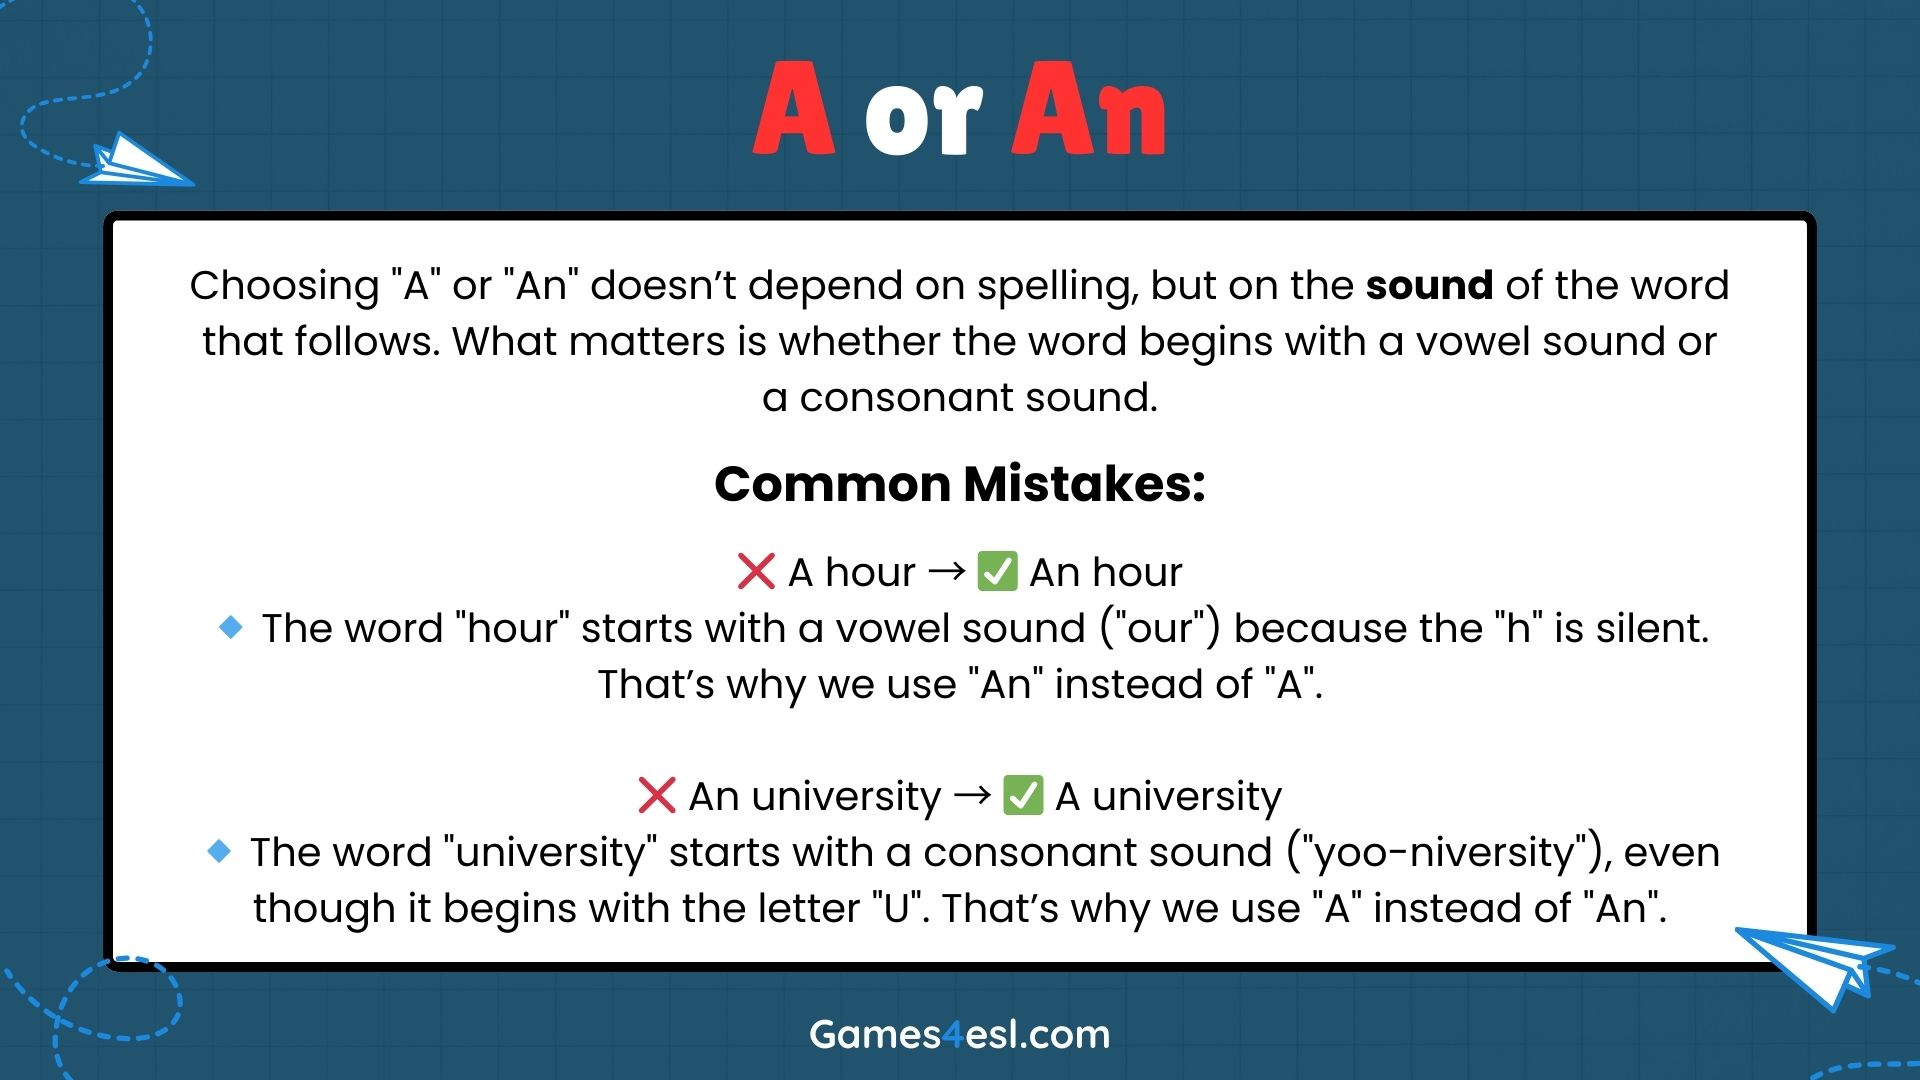 A or An
Choosing "A" or "An" doesn’t depend on spelling, but on the sound of the word
that follows. What matters is whether the word begins with a vowel sound or
a consonant sound.
Common Mistakes:
❌ A hour → ✅ An hour
🔹 The word "hour" starts with a vowel sound ("our") because the "h" is silent.
That’s why we use "An" instead of "A".
❌ An university → ✅ A university
🔹 The word "university" starts with a consonant sound ("yoo-niversity"), even
though it begins with the letter "U". That’s why we use "A" instead of "An".
Games4esl.com